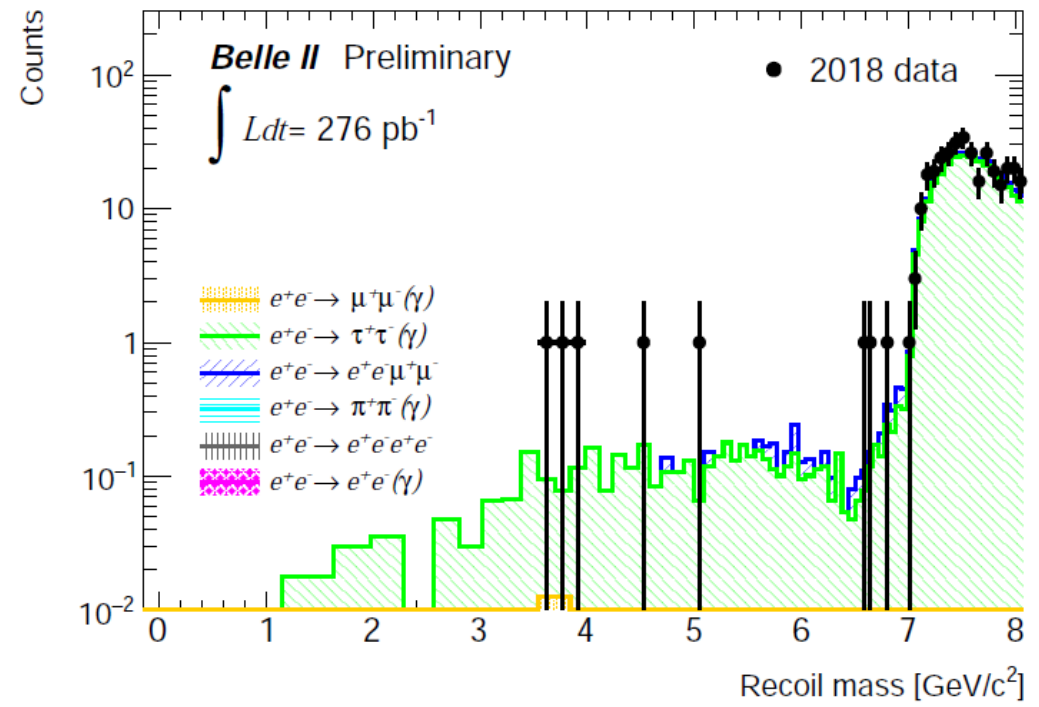 Counts
Belle II Preliminary
∫ Ldt= 276 pb⁻¹
2018 data
10²
10
1
10⁻¹
10⁻²
e⁺e⁻→ μ⁺μ⁻(γ)
e⁺e⁻→ τ⁺τ⁻(γ)
e⁺e⁻→ e⁺e⁻μ⁺μ⁻
e⁺e⁻→ π⁺π⁻(γ)
e⁺e⁻→ e⁺e⁻e⁺e⁻
e⁺e⁻→ e⁺e⁻(γ)
0 1 2 3 4 5 6 7 8
Recoil mass [GeV/c²]